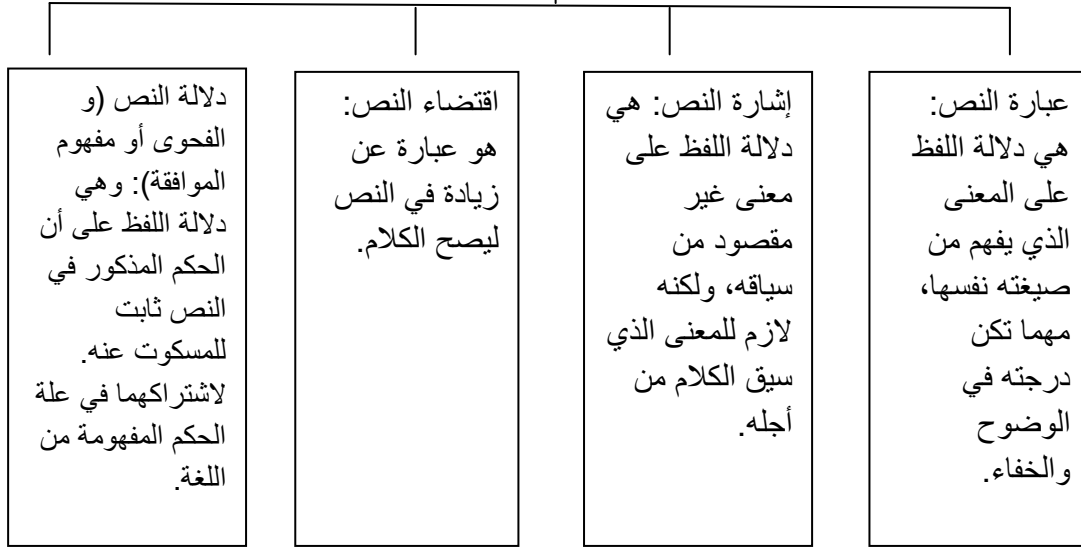 عبارة النص:
هي دلالة اللفظ
على المعنى
الذي يفهم من
صيغته نفسها،
مهما تكن
درجته في
الوضوح
والخفاء.
إشارة النص: هي
دلالة اللفظ على
معنى غير
مقصود من
سياقه، ولكنه
لازم للمعنى الذي
سيق الكلام من
أجله.
اقتضاء النص:
هو عبارة عن
زيادة في النص
ليصح الكلام.
دلالة النص (و
الفحوى أو مفهوم
الموافقة): وهي
دلالة اللفظ على أن
الحكم المذكور في
النص ثابت
للمسكوت عنه.
لاشتراكهما في علة
الحكم المفهومة من
اللغة.